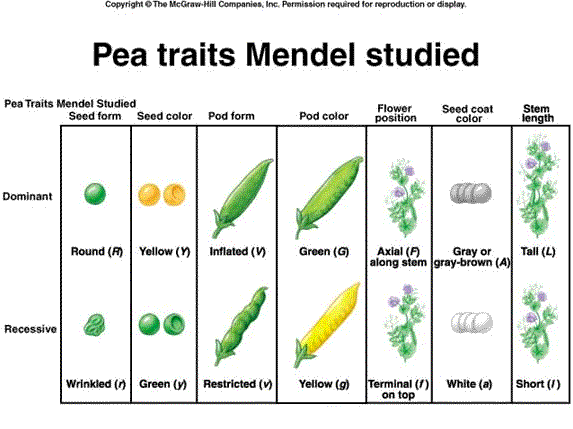 Copyright © The McGraw-Hill Companies, Inc. Permission required for reproduction or display.
Pea traits Mendel studied
Pea Traits Mendel Studied
Seed form
Seed color
Pod form
Pod color
Flower
position
Seed coat
color
Stem
length
Dominant
Round (R)
Yellow (Y)
Inflated (V)
Green (G)
Axial (F)
along stem
Gray or
gray-brown (A)
Tall (L)
Recessive
Wrinkled (r)
Green (y)
Restricted (v)
Yellow (g)
Terminal (f)
on top
White (a)
Short (l)